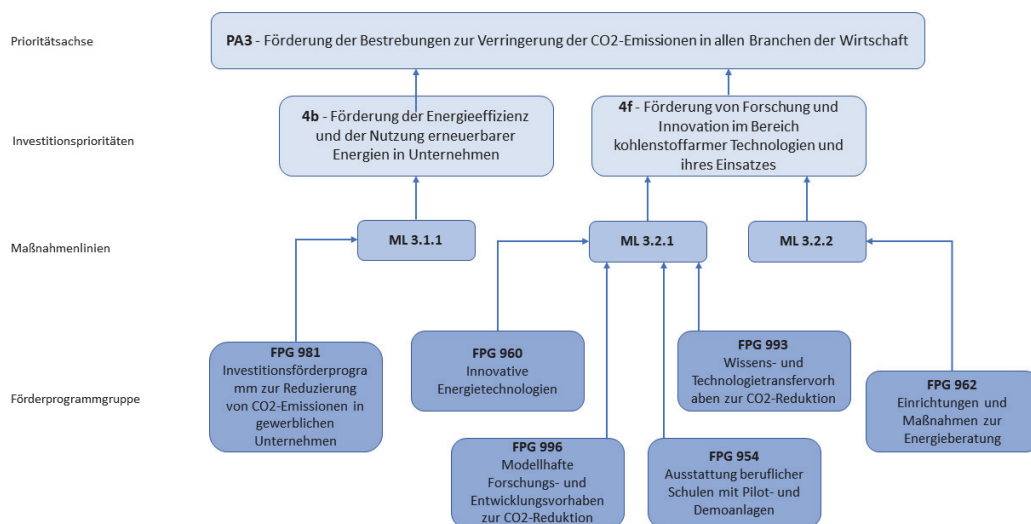 Prioritätsachse
PA3 - Förderung der Bestrebungen zur Verringerung der CO2-Emissionen in allen Branchen der Wirtschaft
Investitionsprioritäten
4b - Förderung der Energieeffizienz
und der Nutzung erneuerbarer
Energien in Unternehmen
4f - Förderung von Forschung und
Innovation im Bereich
kohlenstoffarmer Technologien und
ihres Einsatzes
Maßnahmenlinien
ML 3.1.1
ML 3.2.1
ML 3.2.2
Förderprogrammgruppe
FPG 981
Investitionsförderprogra
mm zur Reduzierung
von CO2-Emissionen in
gewerblichen
Unternehmen
FPG 960
Innovative
Energietechnologien
FPG 993
Wissens- und
Technologietransfervorh
aben zur CO2-Reduktion
FPG 962
Einrichtungen und
Maßnahmen zur
Energieberatung
FPG 996
Modellhafte
Forschungs- und
Entwicklungsvorhaben
zur CO2-Reduktion
FPG 954
Ausstattung beruflicher
Schulen mit Pilot- und
Demoanlagen